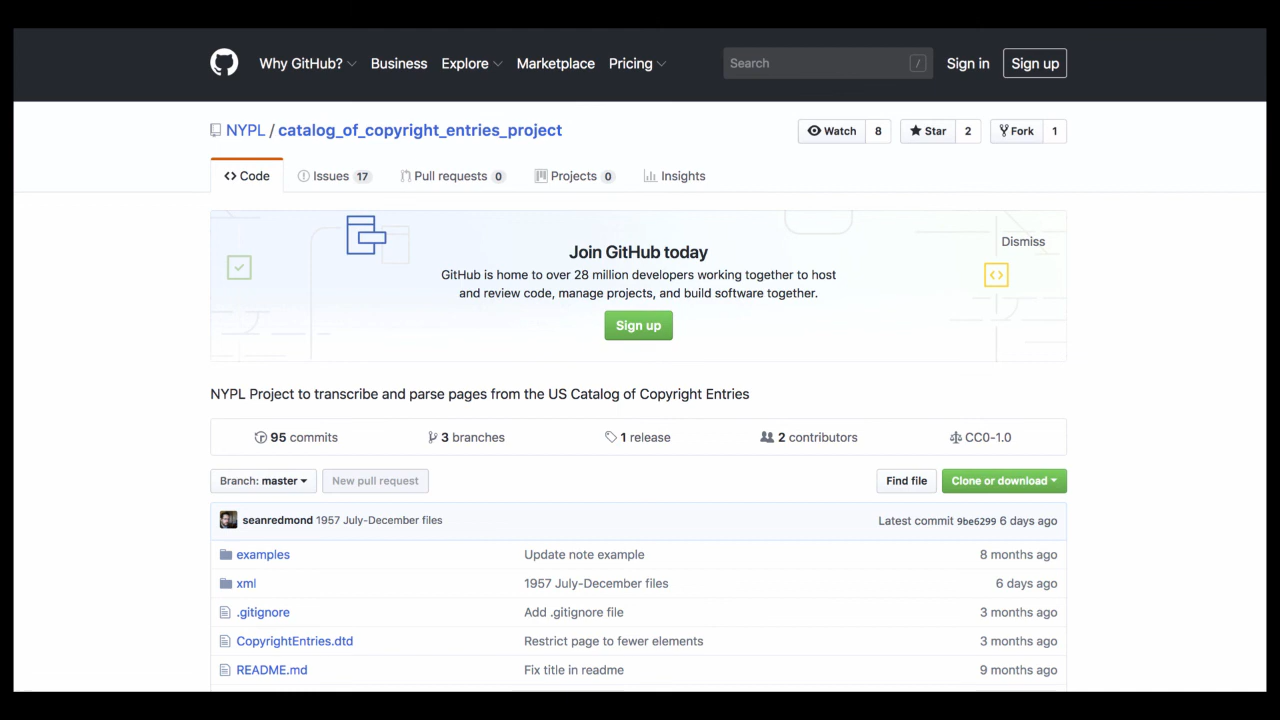 Why GitHub? Business Explore Marketplace Pricing Search / Sign in Sign up
NYPL / catalog_of_copyright_entries_project Watch 8 Star 2 Fork 1
Code Issues 17 Pull requests 0 Projects 0 Insights
Dismiss
Join GitHub today
GitHub is home to over 28 million developers working together to host
and review code, manage projects, and build software together.
Sign up
NYPL Project to transcribe and parse pages from the US Catalog of Copyright Entries
95 commits 3 branches 1 release 2 contributors CC0-1.0
Branch: master New pull request Find file Clone or download
seanredmond 1957 July-December files Latest commit 9be6299 6 days ago
examples Update note example 8 months ago
xml 1957 July-December files 6 days ago
.gitignore Add .gitignore file 3 months ago
CopyrightEntries.dtd Restrict page to fewer elements 3 months ago
README.md Fix title in readme 9 months ago